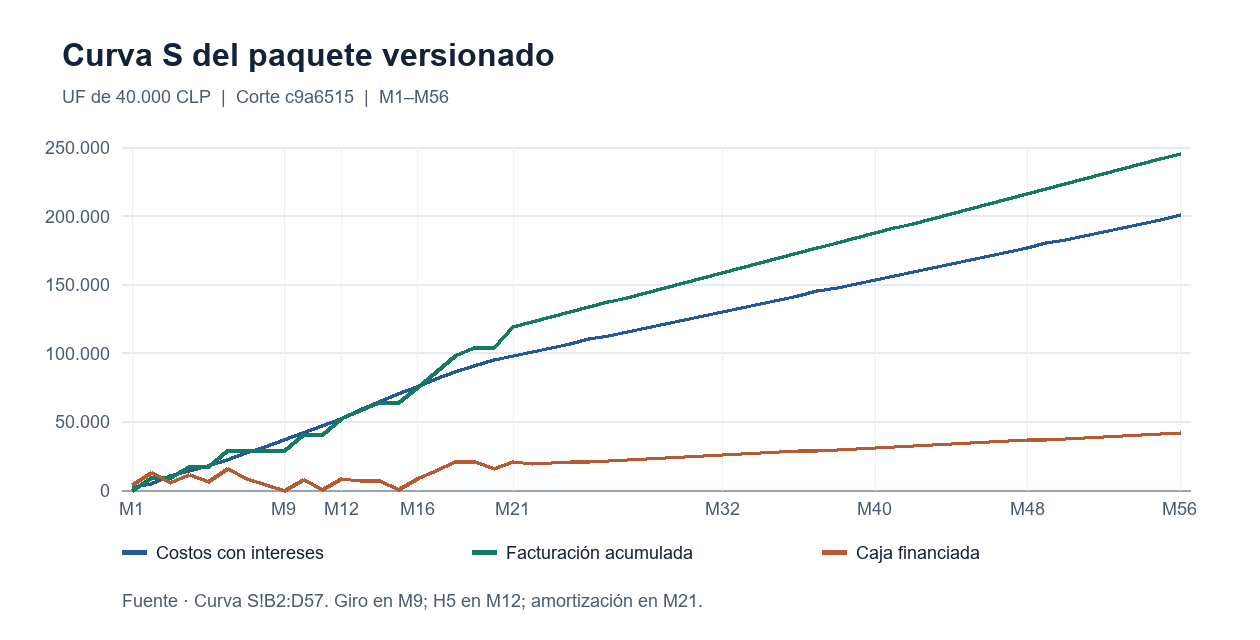 Curva S del paquete versionado
UF de 40.000 CLP | Corte c9a6515 | M1–M56
250.000
200.000
150.000
100.000
50.000
0
M1 M9 M12 M16 M21 M32 M40 M48 M56
Costos con intereses Facturación acumulada Caja financiada
Fuente · Curva S!B2:D57. Giro en M9; H5 en M12; amortización en M21.